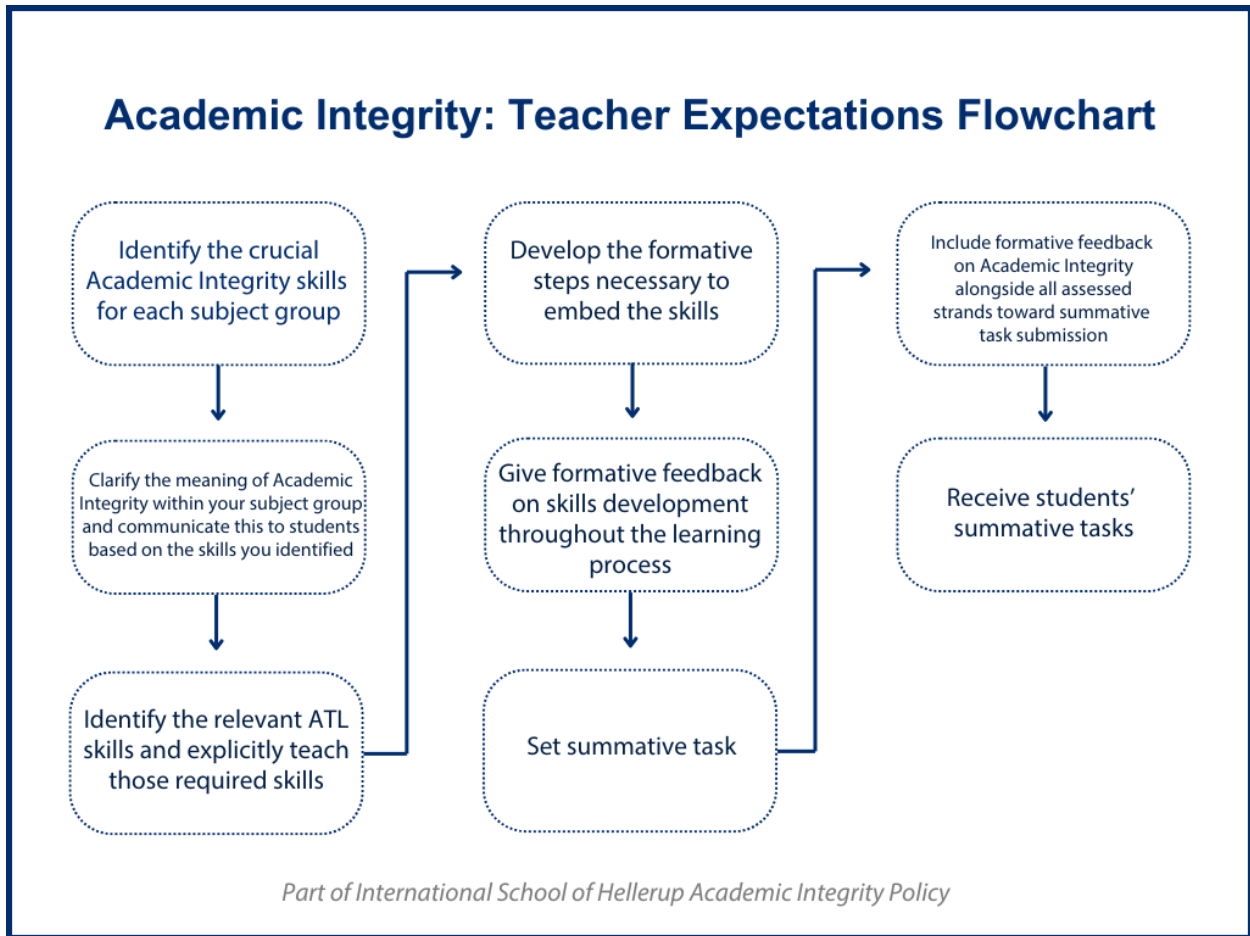 Academic Integrity: Teacher Expectations Flowchart
Identify the crucial
Academic Integrity skills
for each subject group
Clarify the meaning of Academic
Integrity within your subject group
and communicate this to students
based on the skills you identified
Identify the relevant ATL
skills and explicitly teach
those required skills
Develop the formative
steps necessary to
embed the skills
Give formative feedback
on skills development
throughout the learning
process
Set summative task
Include formative feedback
on Academic Integrity
alongside all assessed
strands toward summative
task submission
Receive students’
summative tasks
Part of International School of Hellerup Academic Integrity Policy